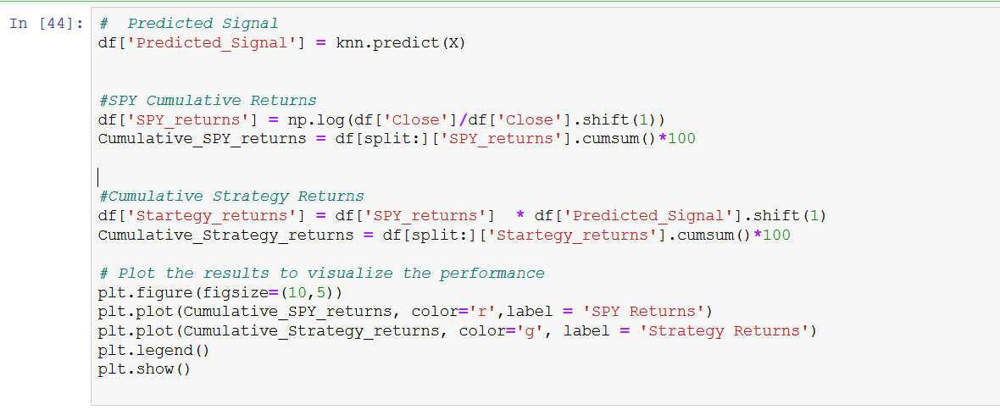 In [44]: #  Predicted Signal
df['Predicted_Signal'] = knn.predict(X)
#SPY Cumulative Returns
df['SPY_returns'] = np.log(df['Close']/df['Close'].shift(1))
Cumulative_SPY_returns = df[split:]['SPY_returns'].cumsum()*100
#Cumulative Strategy Returns
df['Startegy_returns'] = df['SPY_returns']  * df['Predicted_Signal'].shift(1)
Cumulative_Strategy_returns = df[split:]['Startegy_returns'].cumsum()*100
# Plot the results to visualize the performance
plt.figure(figsize=(10,5))
plt.plot(Cumulative_SPY_returns, color='r',label = 'SPY Returns')
plt.plot(Cumulative_Strategy_returns, color='g', label = 'Strategy Returns')
plt.legend()
plt.show()